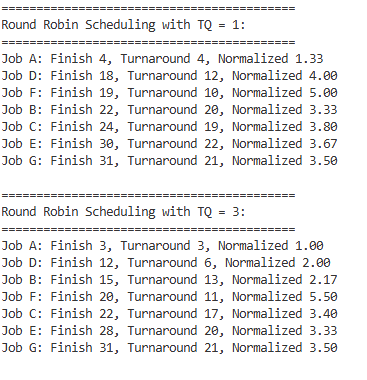 ==========================================
Round Robin Scheduling with TQ = 1:
==========================================
Job A: Finish 4, Turnaround 4, Normalized 1.33
Job D: Finish 18, Turnaround 12, Normalized 4.00
Job F: Finish 19, Turnaround 10, Normalized 5.00
Job B: Finish 22, Turnaround 20, Normalized 3.33
Job C: Finish 24, Turnaround 19, Normalized 3.80
Job E: Finish 30, Turnaround 22, Normalized 3.67
Job G: Finish 31, Turnaround 21, Normalized 3.50
==========================================
Round Robin Scheduling with TQ = 3:
==========================================
Job A: Finish 3, Turnaround 3, Normalized 1.00
Job D: Finish 12, Turnaround 6, Normalized 2.00
Job B: Finish 15, Turnaround 13, Normalized 2.17
Job F: Finish 20, Turnaround 11, Normalized 5.50
Job C: Finish 22, Turnaround 17, Normalized 3.40
Job E: Finish 28, Turnaround 20, Normalized 3.33
Job G: Finish 31, Turnaround 21, Normalized 3.50